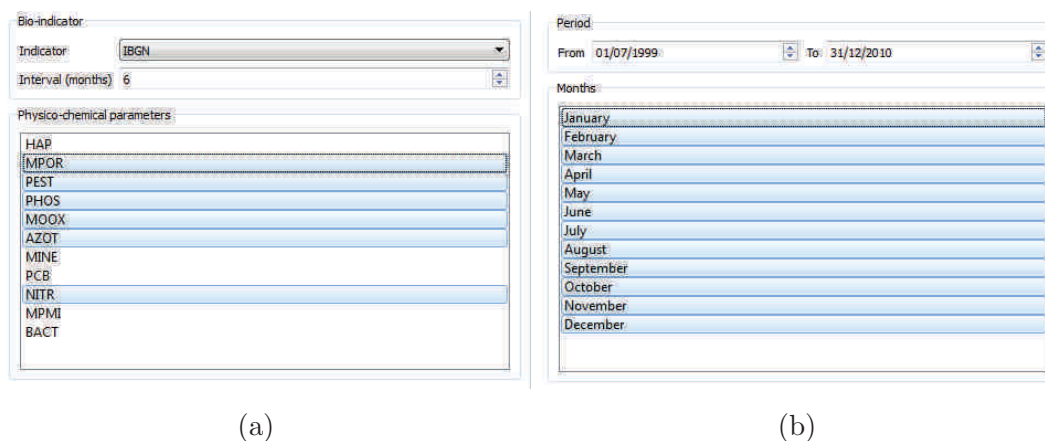 Bio-indicator
Indicator IBGN
Interval (months) 6
Physico-chemical parameters
HAP
MPOR
PEST
PHOS
MOOX
AZOT
MINE
PCB
NITR
MPMI
BACT
(a)
Period
From 01/07/1999 To 31/12/2010
Months
January
February
March
April
May
June
July
August
September
October
November
December
(b)